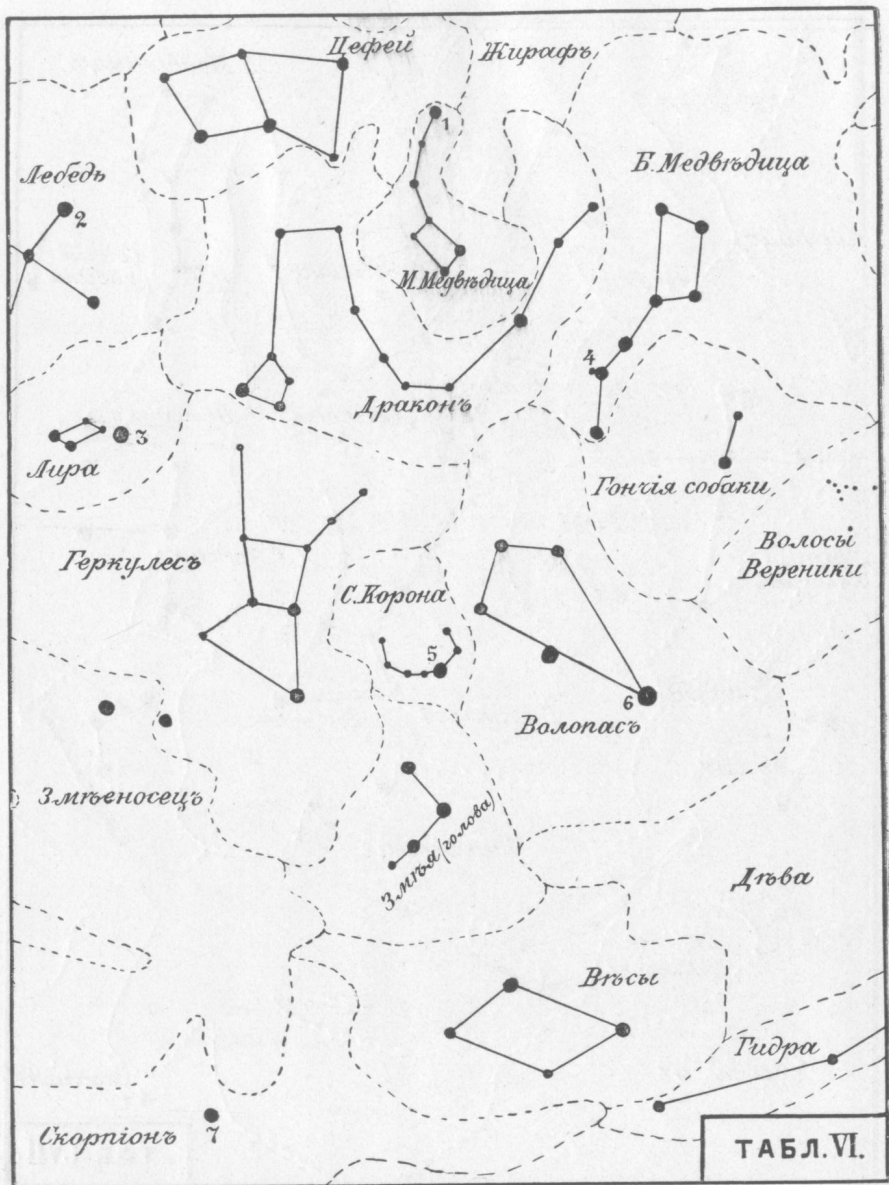 Цефей
Жирафъ
1
Б. Медвѣдица
Лебедь
2
М. Медвѣдица
4
Драконъ
3
Лира
Гончія собаки
Волосы
Вереники
Геркулесъ
С. Корона
5
6
Волопасъ
Змѣеносецъ
Змѣя (голова)
Дѣва
Вѣсы
Гидра
Скорпіонъ
7
ТАБЛ. VI.